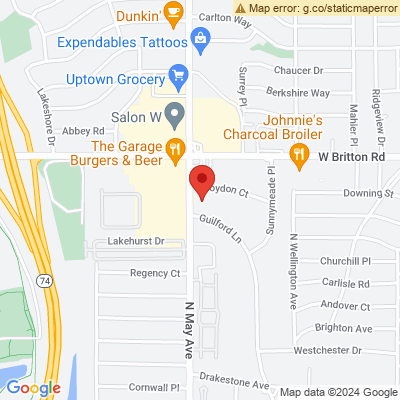 Map error: g.co/staticmaperror
Dunkin'
Carlton Way
Expendables Tattoos
Chaucer Dr
Uptown Grocery
Surrey Pl
Berkshire Way
Lakeshore Dr
Mahler Pl
Ridgeview Dr
Salon W
Johnnie's
Charcoal Broiler
Abbey Rd
The Garage
Burgers & Beer
W Britton Rd
oydon Ct
Downing St
Sunnymeade Pl
Guilford Ln
Lakehurst Dr
N Wellington Ave
Churchill Pl
Regency Ct
74
Carlisle Rd
Andover Ct
N May Ave
Brighton Ave
Westchester Dr
Drakestone Ave
Cornwall Pl
Google
Map data ©2024 Google